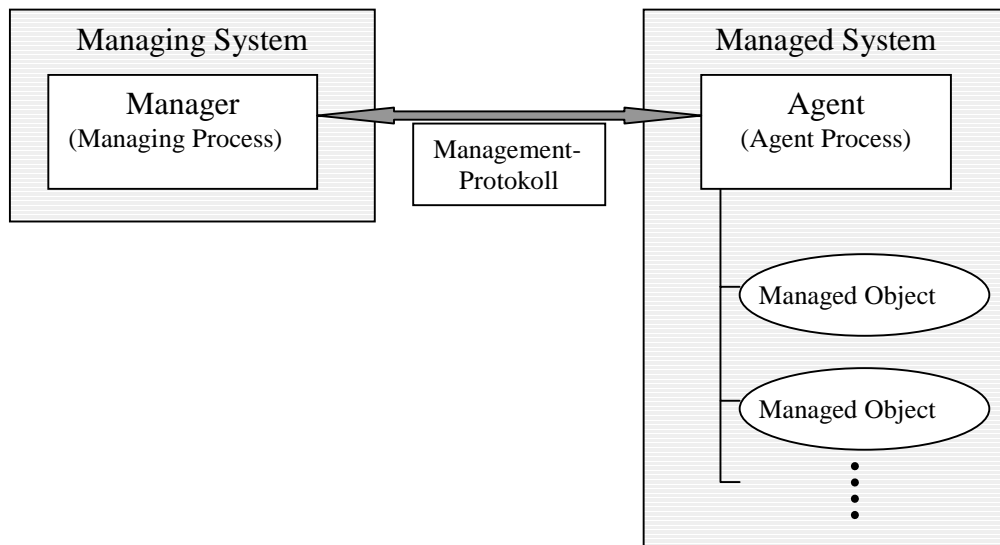 Managing System
Manager
(Managing Process)
Management-
Protokoll
Managed System
Agent
(Agent Process)
Managed Object
Managed Object